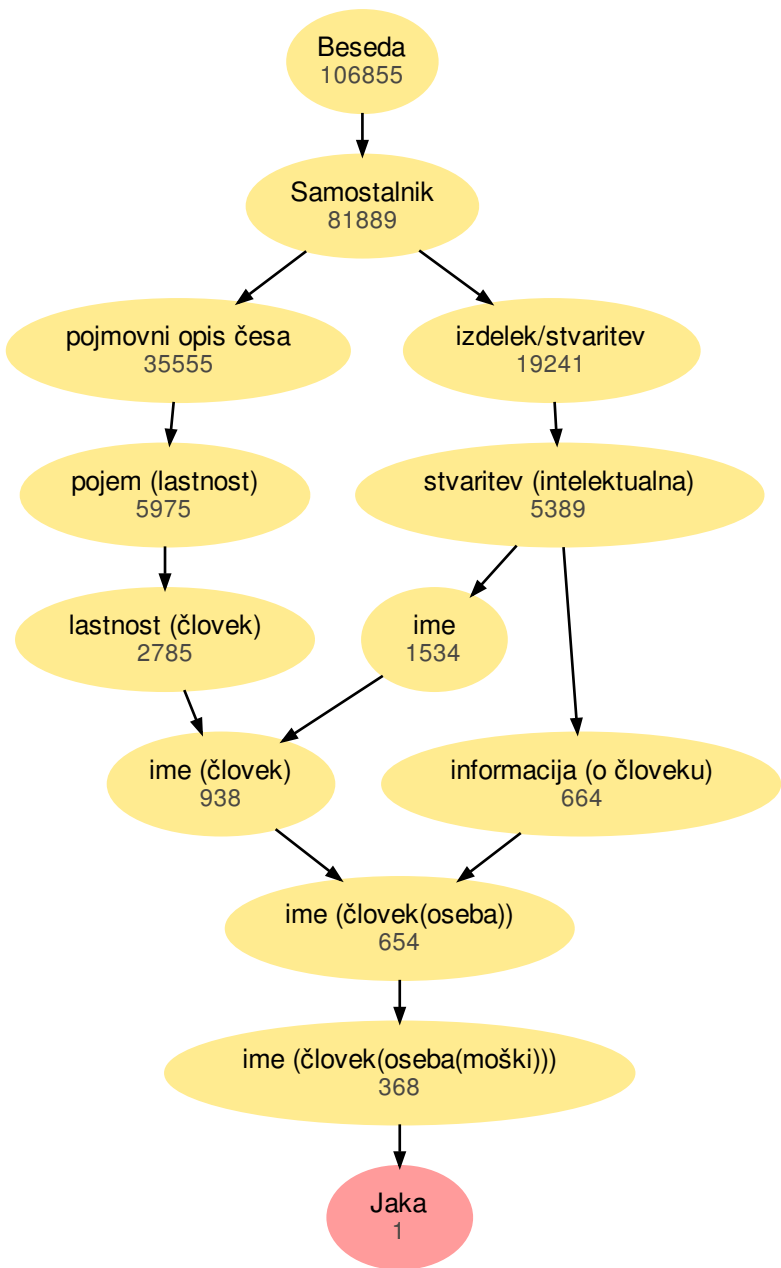 Beseda
106855
Samostalnik
81889
pojmovni opis česa
35555
izdelek/stvaritev
19241
pojem (lastnost)
5975
stvaritev (intelektualna)
5389
lastnost (človek)
2785
ime
1534
ime (človek)
938
informacija (o človeku)
664
ime (človek(oseba))
654
ime (človek(oseba(moški)))
368
Jaka
1